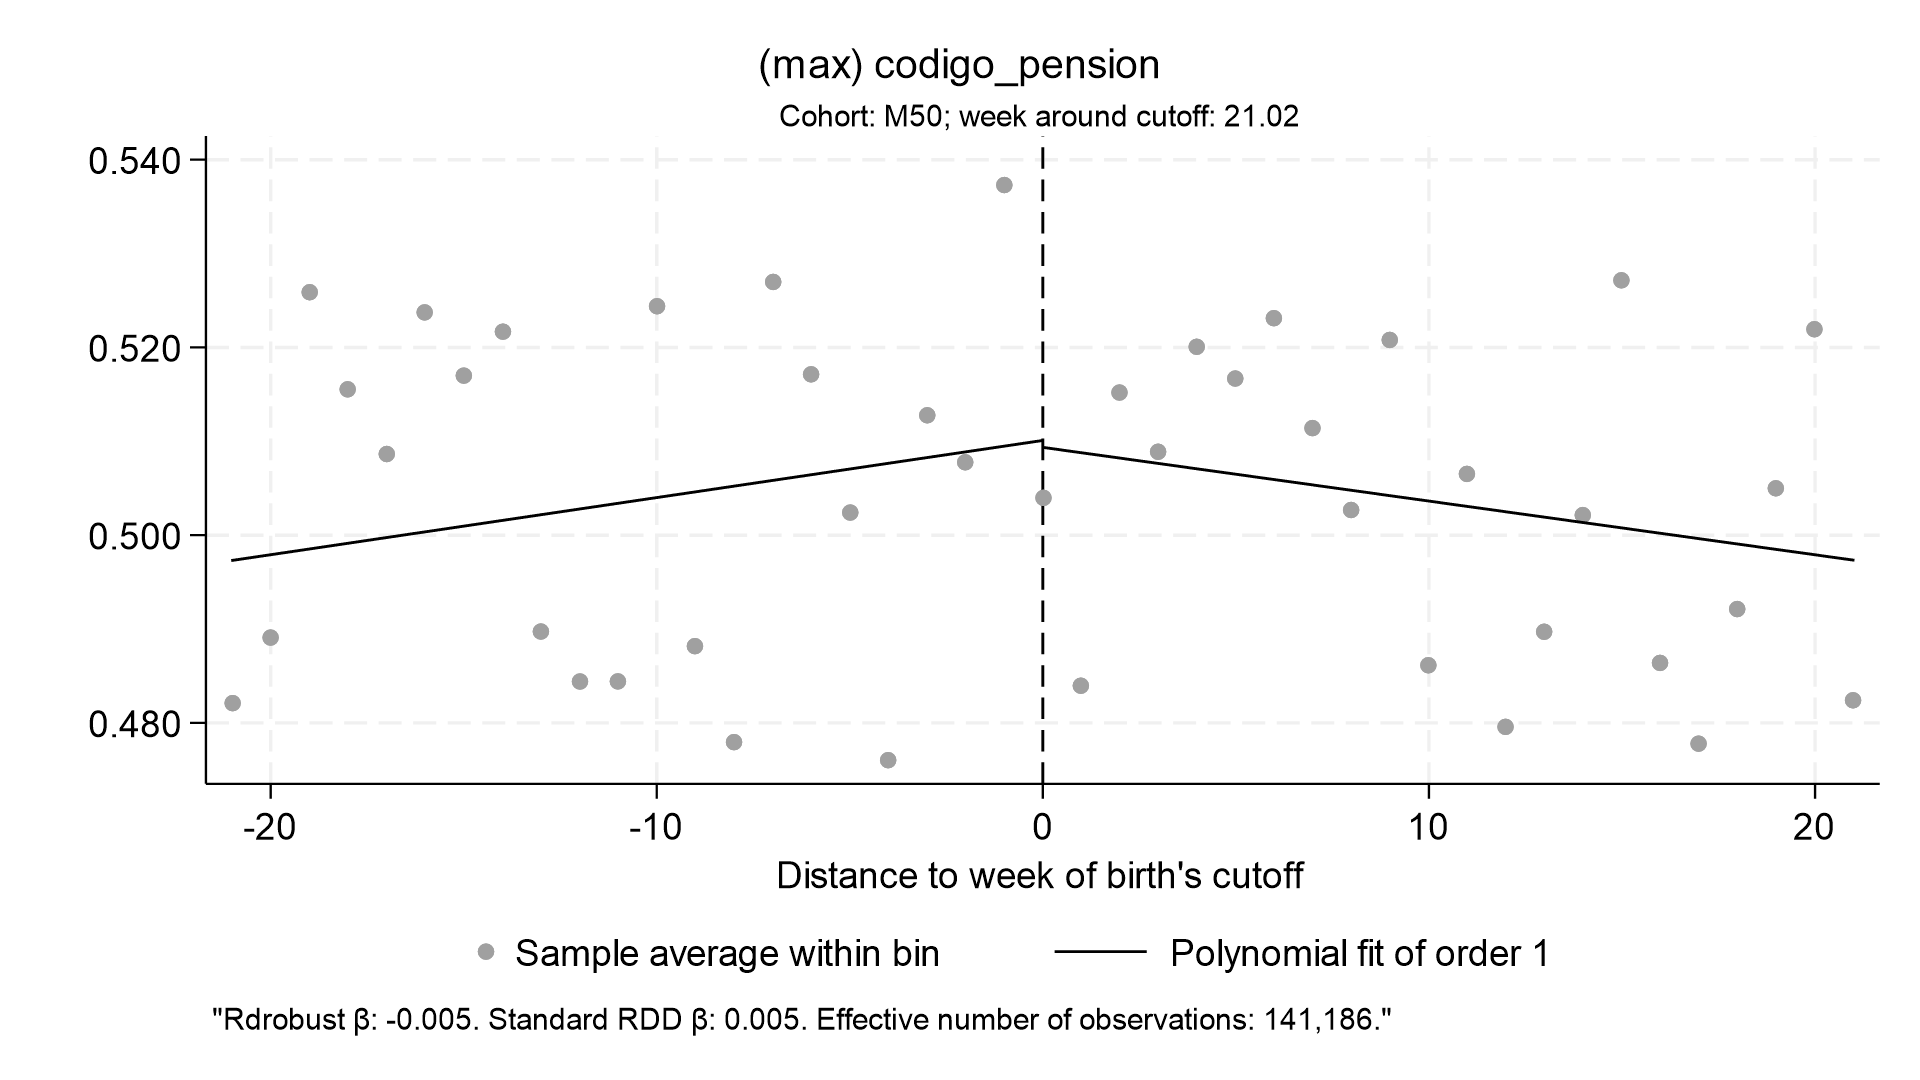 (max) codigo_pension
Cohort: M50; week around cutoff: 21.02
0.540
0.520
0.500
0.480
-20 -10 0 10 20
Distance to week of birth's cutoff
Sample average within bin Polynomial fit of order 1
"Rdrobust β: -0.005. Standard RDD β: 0.005. Effective number of observations: 141,186."